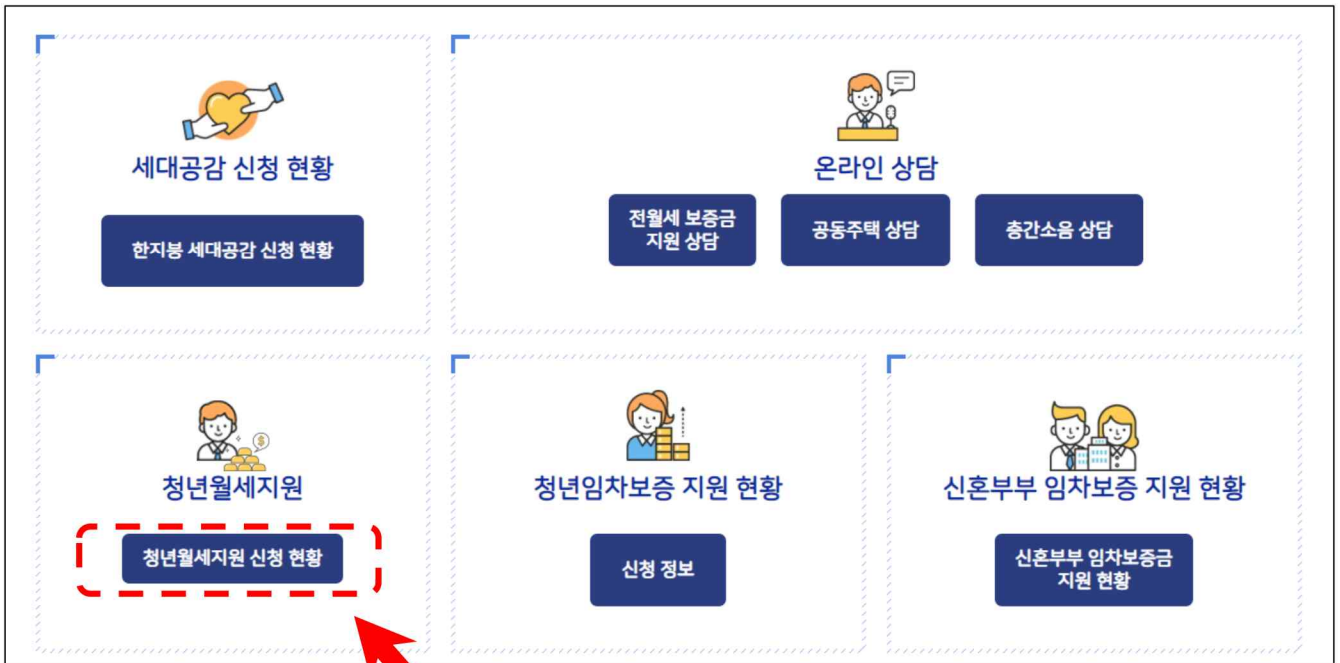 세대공감 신청 현황
한지붕 세대공감 신청 현황
온라인 상담
전월세 보증금
지원 상담
공동주택 상담
층간소음 상담
청년월세지원
청년월세지원 신청 현황
청년임차보증 지원 현황
신청 정보
신혼부부 임차보증 지원 현황
신혼부부 임차보증금
지원 현황